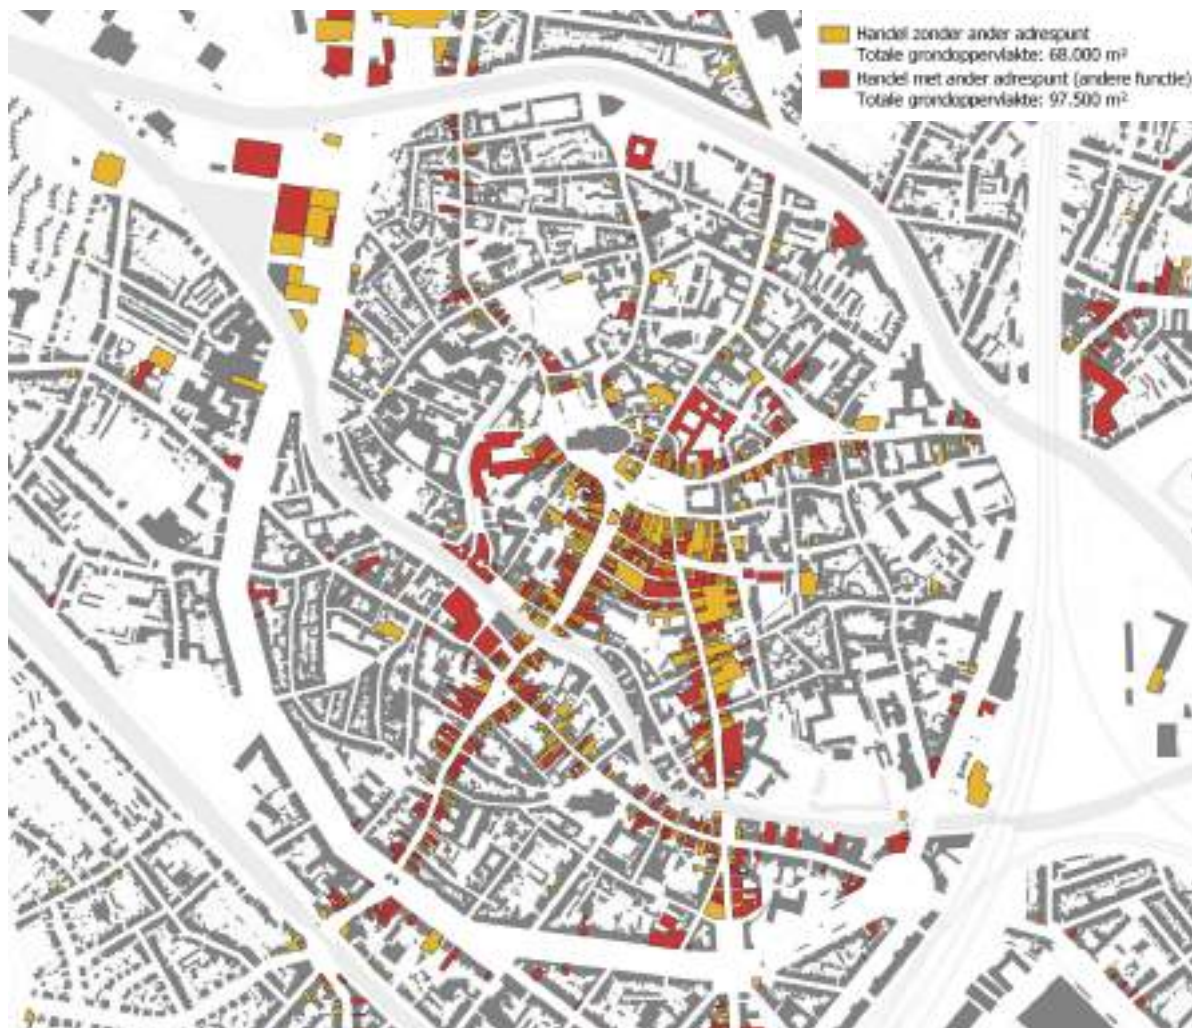 Handel zonder ander adrespunt
Totale grondoppervlakte: 68.000 m²
Handel met ander adrespunt (andere functie)
Totale grondoppervlakte: 97.500 m²